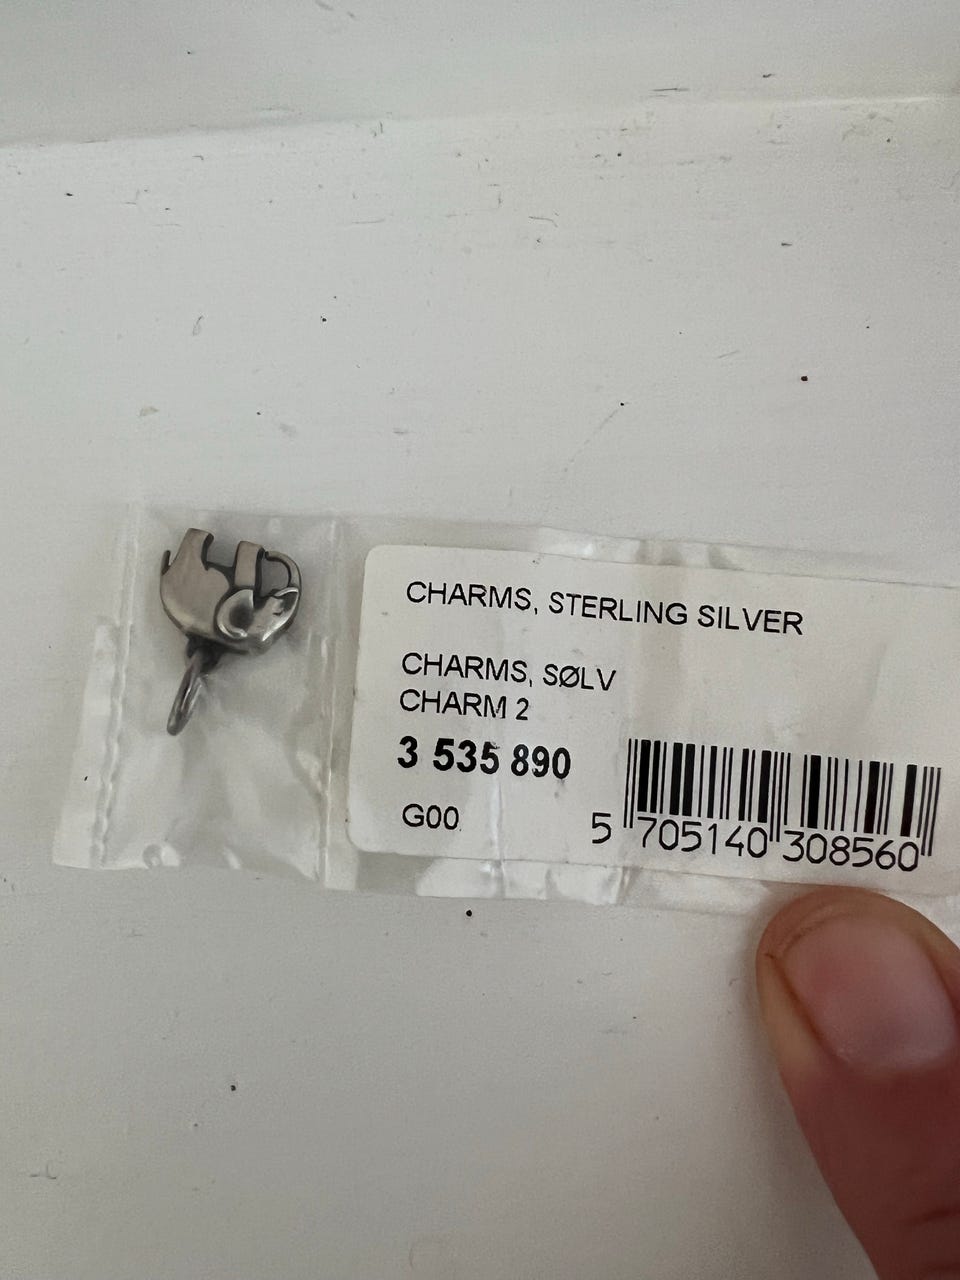 CHARMS, STERLING SILVER
CHARMS, SØLV
CHARM 2
3 535 890
G00
5 705140 308560